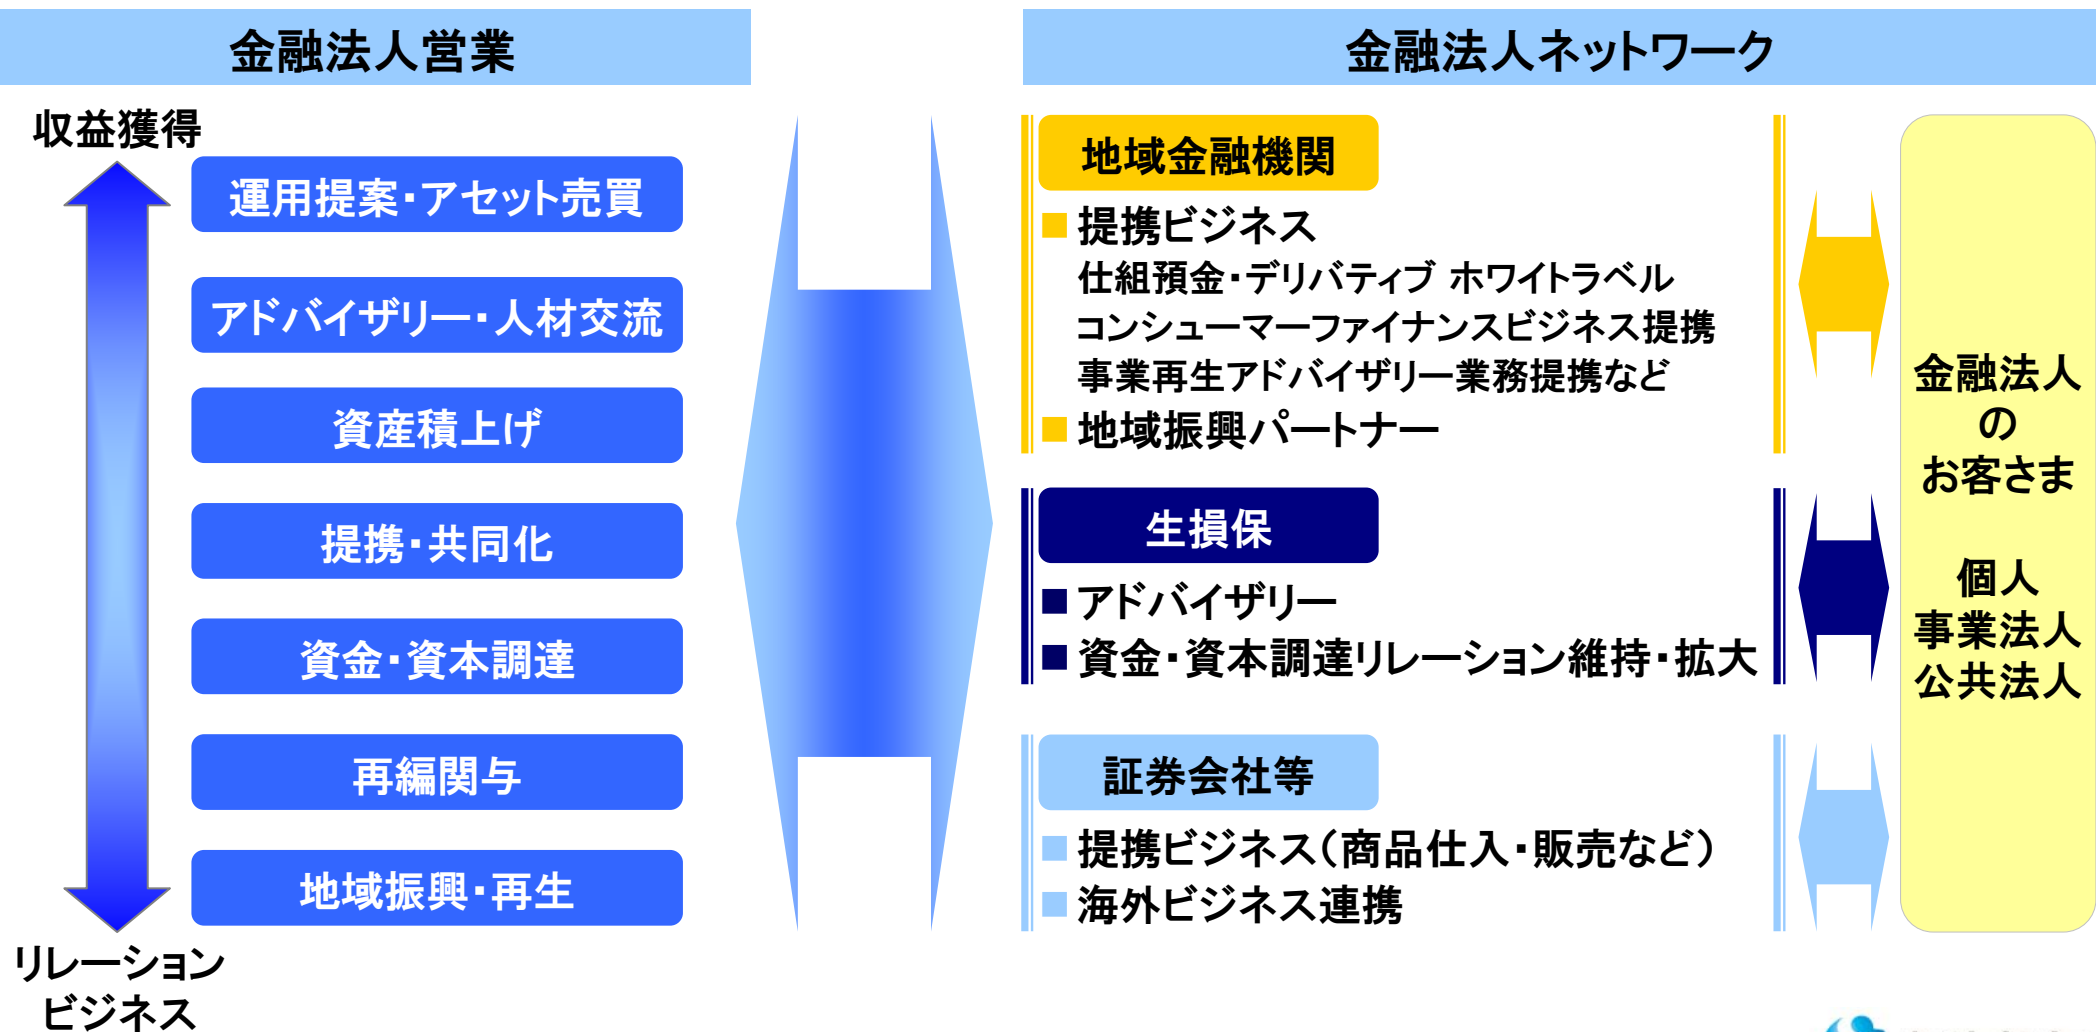 金融法人営業
収益獲得
運用提案・アセット売買
アドバイザリー・人材交流
資産積上げ
提携・共同化
資金・資本調達
再編関与
地域振興・再生
リレーション
ビジネス
金融法人ネットワーク
地域金融機関
■提携ビジネス
仕組預金・デリバティブ ホワイトラベル
コンシューマーファイナンスビジネス提携
事業再生アドバイザリー業務提携など
■地域振興パートナー
生損保
■アドバイザリー
■資金・資本調達リレーション維持・拡大
証券会社等
■提携ビジネス（商品仕入・販売など）
■海外ビジネス連携
金融法人
の
お客さま
個人
事業法人
公共法人